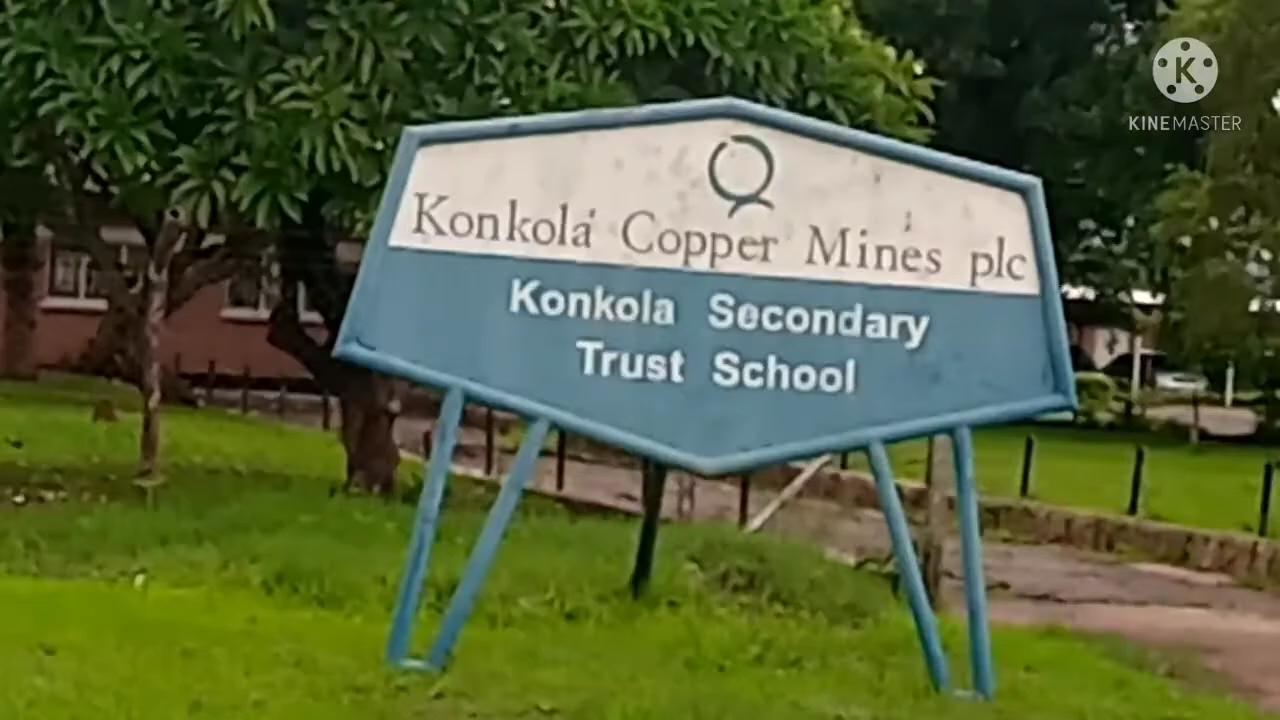 K
KINEMASTER
Konkola Copper Mines plc
Konkola Secondary
Trust School